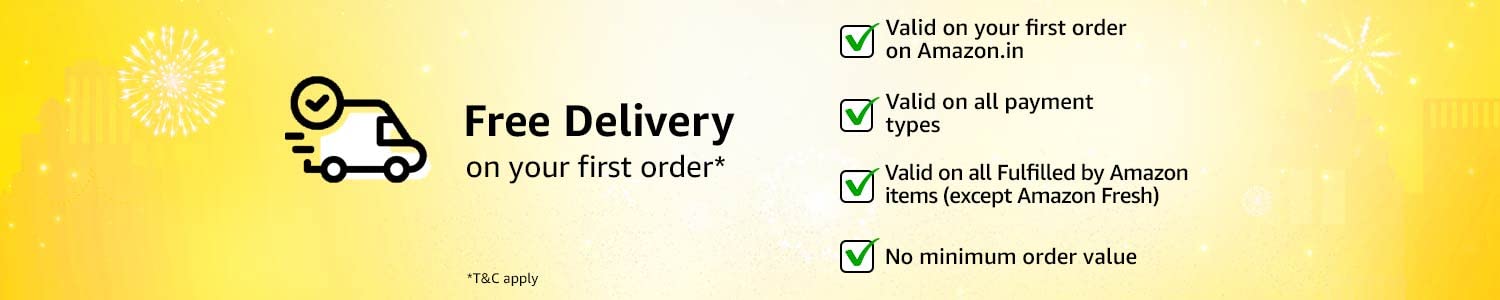 Free Delivery
on your first order*
*T&C apply
Valid on your first order
on Amazon.in
Valid on all payment
types
Valid on all Fulfilled by Amazon
items (except Amazon Fresh)
No minimum order value